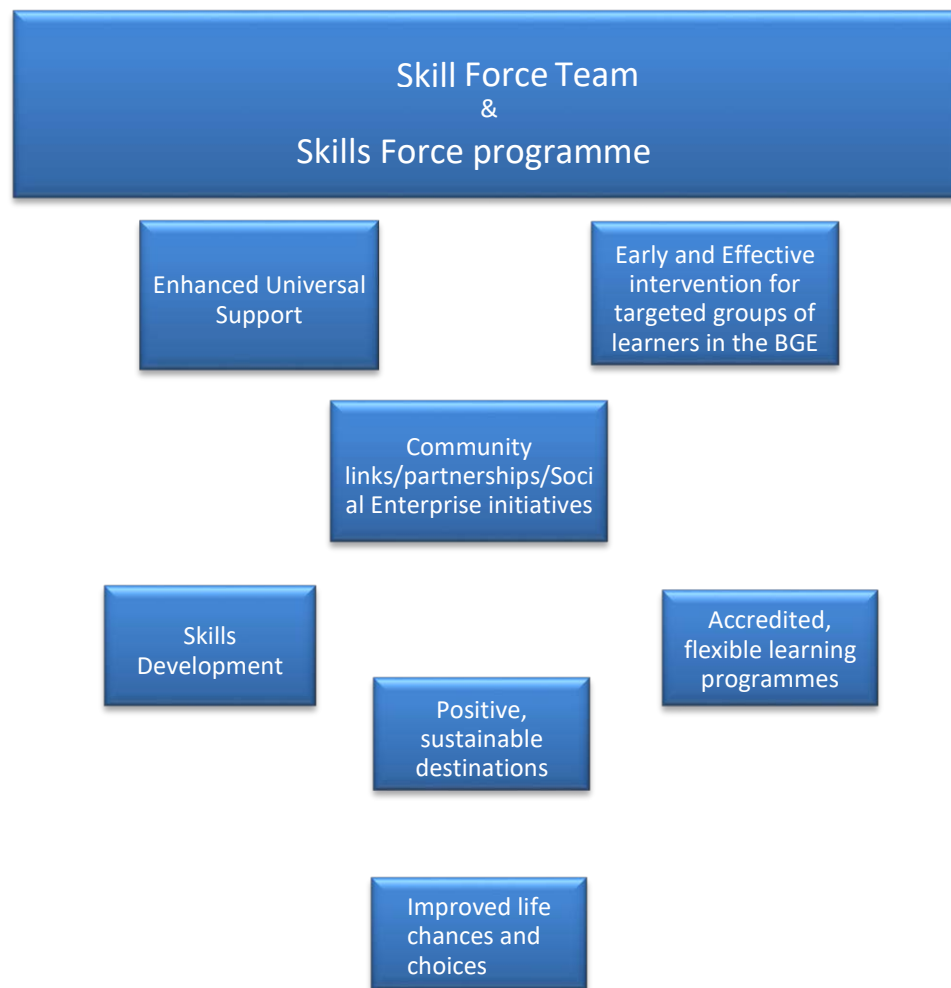 Skill Force Team
&
Skills Force programme
Enhanced Universal
Support
Early and Effective
intervention for
targeted groups of
learners in the BGE
Community
links/partnerships/Soci
al Enterprise initiatives
Skills
Development
Accredited,
flexible learning
programmes
Positive,
sustainable
destinations
Improved life
chances and
choices